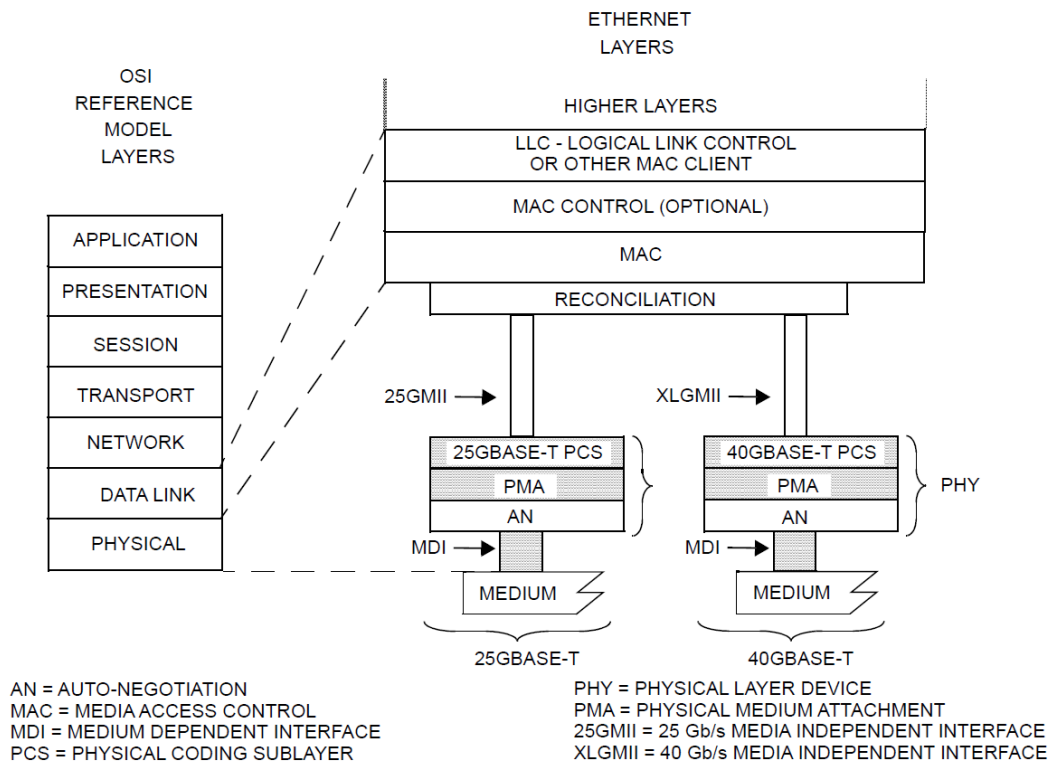 ETHERNET
LAYERS
OSI
REFERENCE
MODEL
LAYERS
HIGHER LAYERS
LLC - LOGICAL LINK CONTROL
OR OTHER MAC CLIENT
MAC CONTROL (OPTIONAL)
MAC
RECONCILIATION
APPLICATION
PRESENTATION
SESSION
TRANSPORT
NETWORK
DATA LINK
PHYSICAL
25GMII
XLGMII
25GBASE-T PCS
PMA
AN
40GBASE-T PCS
PMA
AN
PHY
MDI
MDI
MEDIUM
MEDIUM
25GBASE-T
40GBASE-T
AN = AUTO-NEGOTIATION
MAC = MEDIA ACCESS CONTROL
MDI = MEDIUM DEPENDENT INTERFACE
PCS = PHYSICAL CODING SUBLAYER
PHY = PHYSICAL LAYER DEVICE
PMA = PHYSICAL MEDIUM ATTACHMENT
25GMII = 25 Gb/s MEDIA INDEPENDENT INTERFACE
XLGMII = 40 Gb/s MEDIA INDEPENDENT INTERFACE